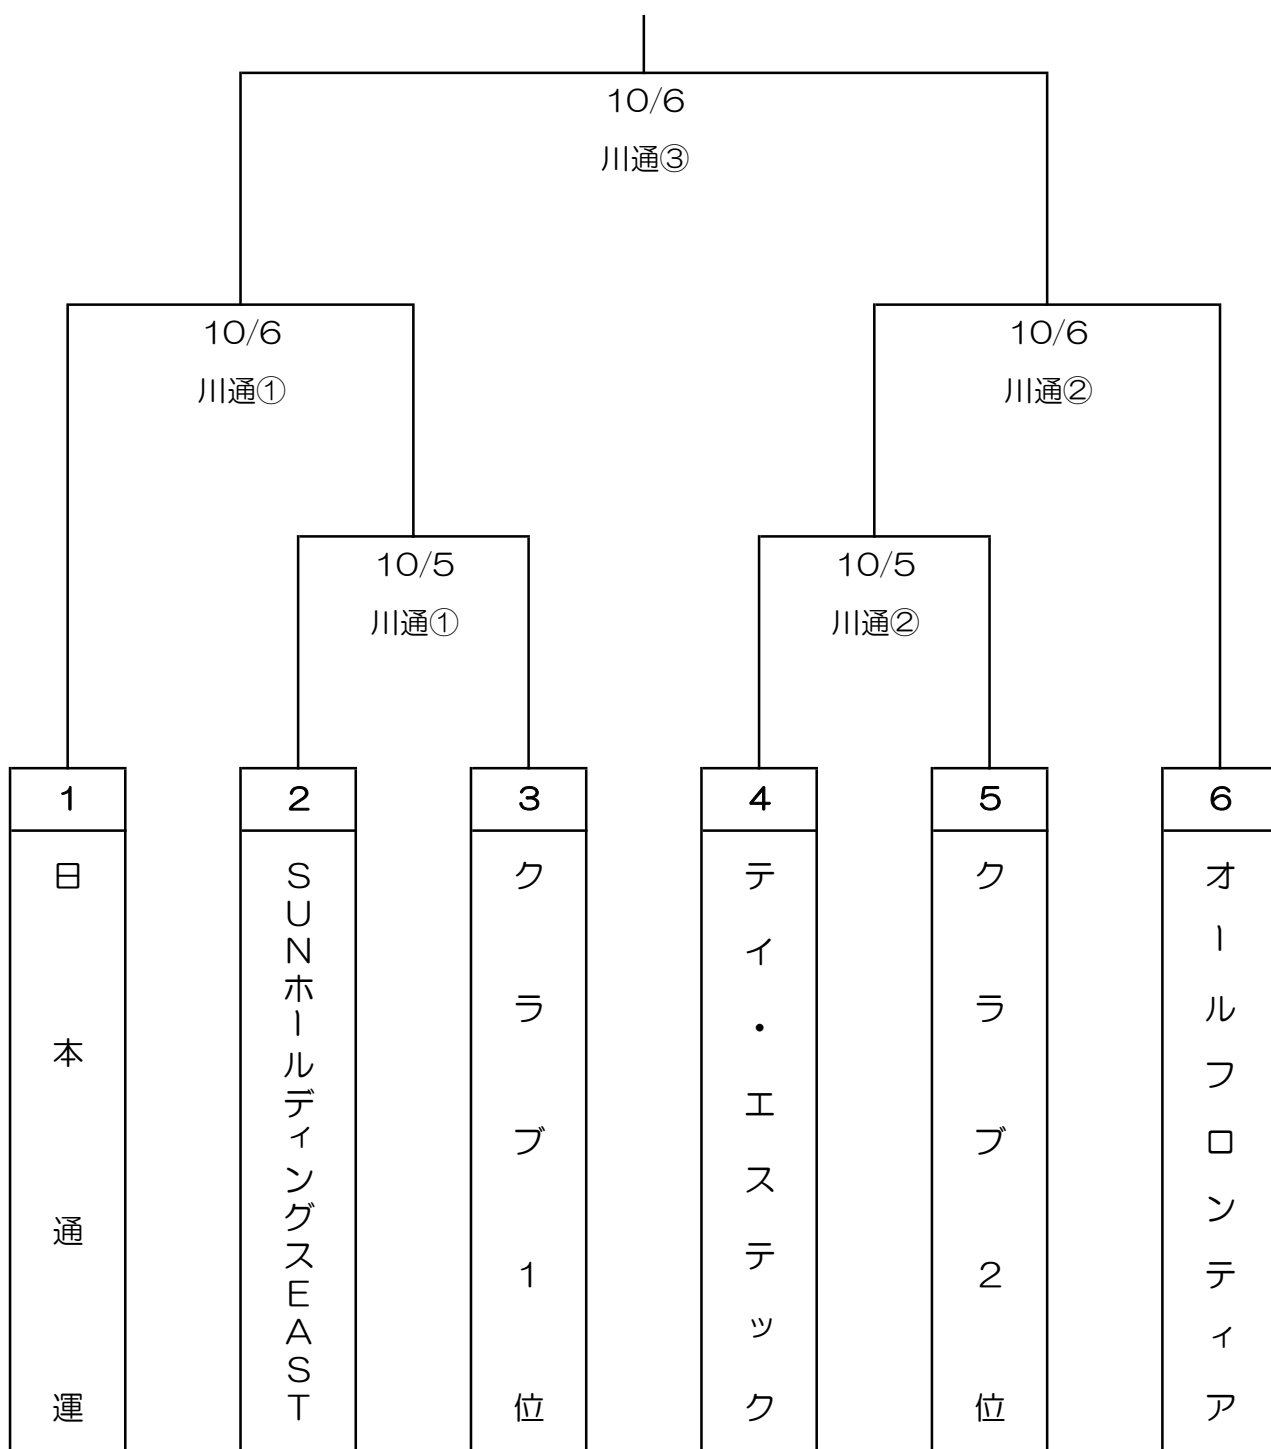 10/6
川通③
10/6
川通①
10/6
川通②
10/5
川通①
10/5
川通②
1
2
3
4
5
6
日本通運
SUNホールディングスEAST
クラブ1位
テイ・エステック
クラブ2位
オールフロンティア